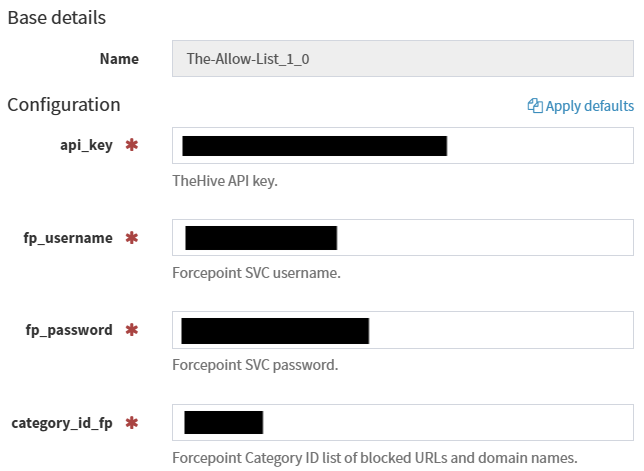 Base details
Name The-Allow-List_1_0
Configuration Apply defaults
api_key *
TheHive API key.
fp_username *
Forcepoint SVC username.
fp_password *
Forcepoint SVC password.
category_id_fp *
Forcepoint Category ID list of blocked URLs and domain names.